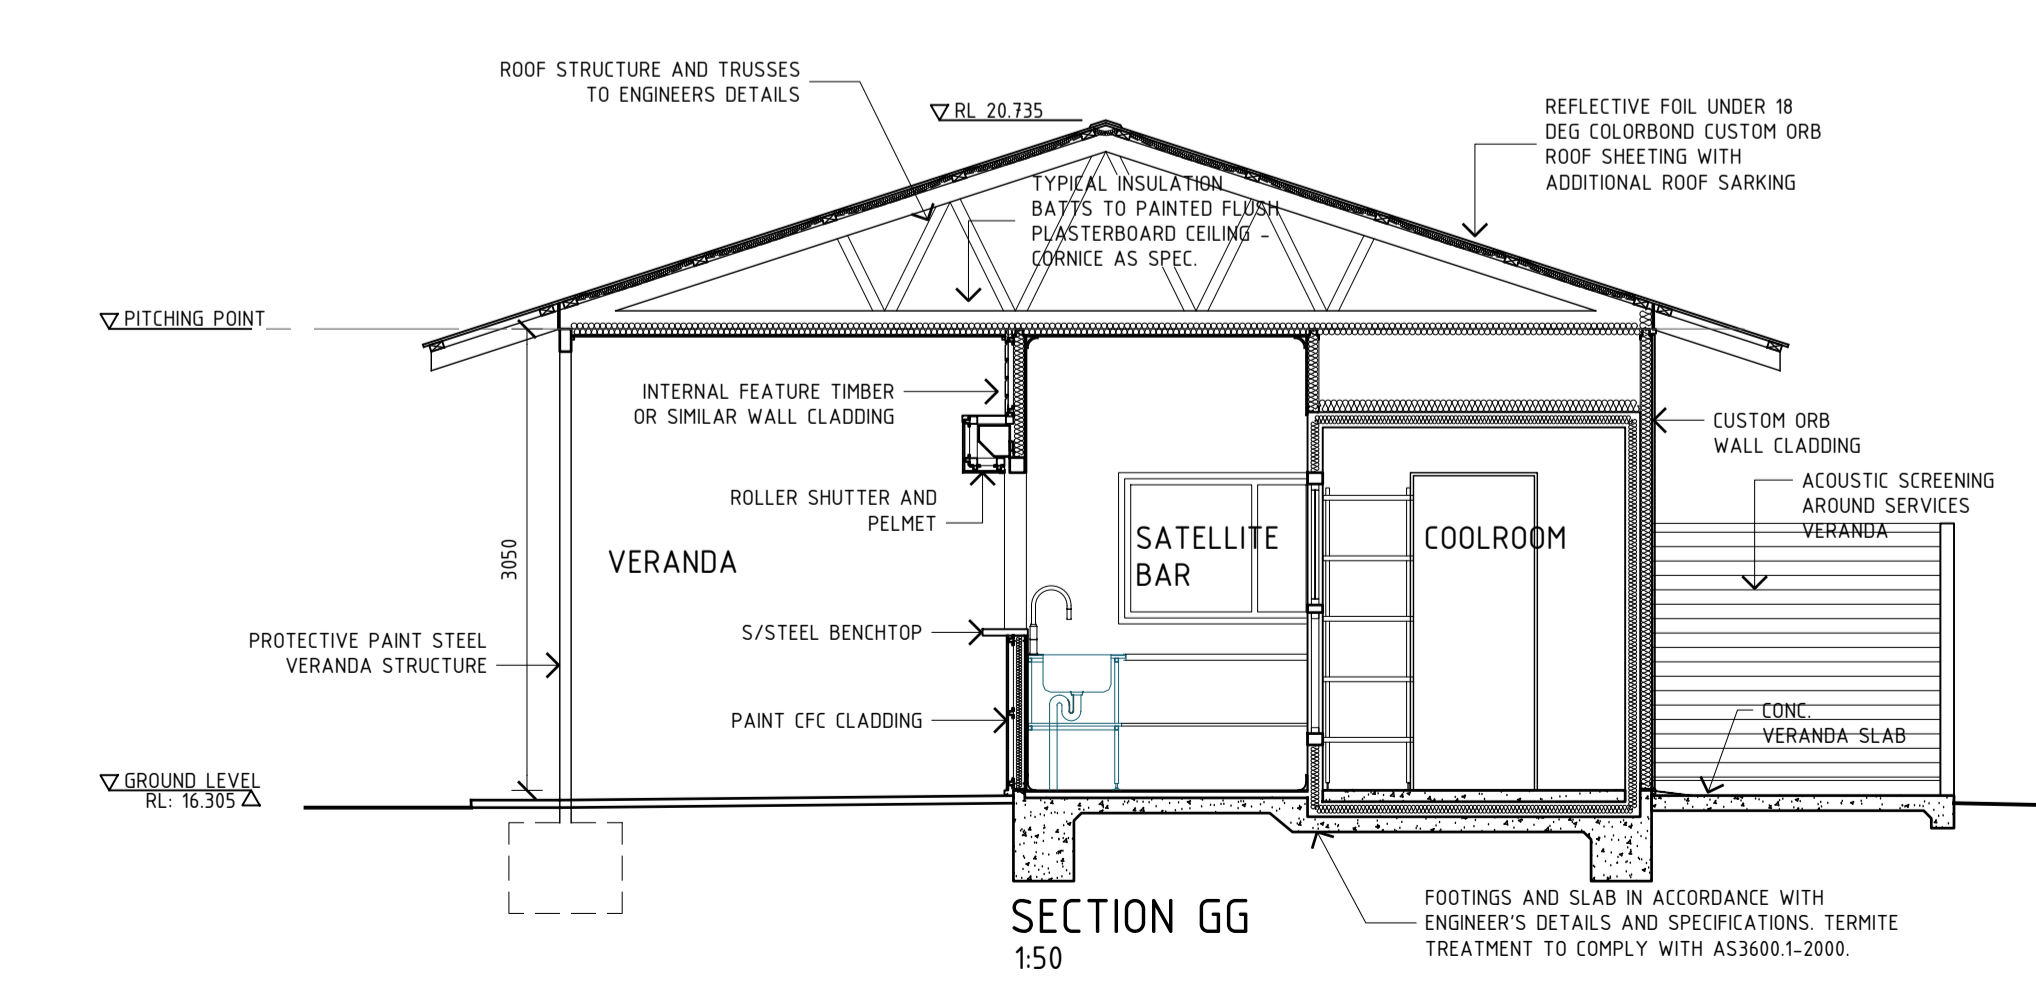 ROOF STRUCTURE AND TRUSSES
TO ENGINEERS DETAILS
RL 20.735
REFLECTIVE FOIL UNDER 18
DEG COLORBOND CUSTOM ORB
ROOF SHEETING WITH
ADDITIONAL ROOF SARKING
TYPICAL INSULATION
BATTS TO PAINTED FLUSH
PLASTERBOARD CEILING -
CORNICE AS SPEC.
PITCHING POINT
INTERNAL FEATURE TIMBER
OR SIMILAR WALL CLADDING
CUSTOM ORB
WALL CLADDING
ROLLER SHUTTER AND
PELMET
ACOUSTIC SCREENING
AROUND SERVICES
VERANDA
3050
VERANDA
SATELLITE
BAR
COOLROOM
S/STEEL BENCHTOP
PROTECTIVE PAINT STEEL
VERANDA STRUCTURE
PAINT CFC CLADDING
CONC.
VERANDA SLAB
GROUND LEVEL
RL: 16.305
FOOTINGS AND SLAB IN ACCORDANCE WITH
ENGINEER'S DETAILS AND SPECIFICATIONS. TERMITE
TREATMENT TO COMPLY WITH AS3600.1-2000.
SECTION GG
1:50